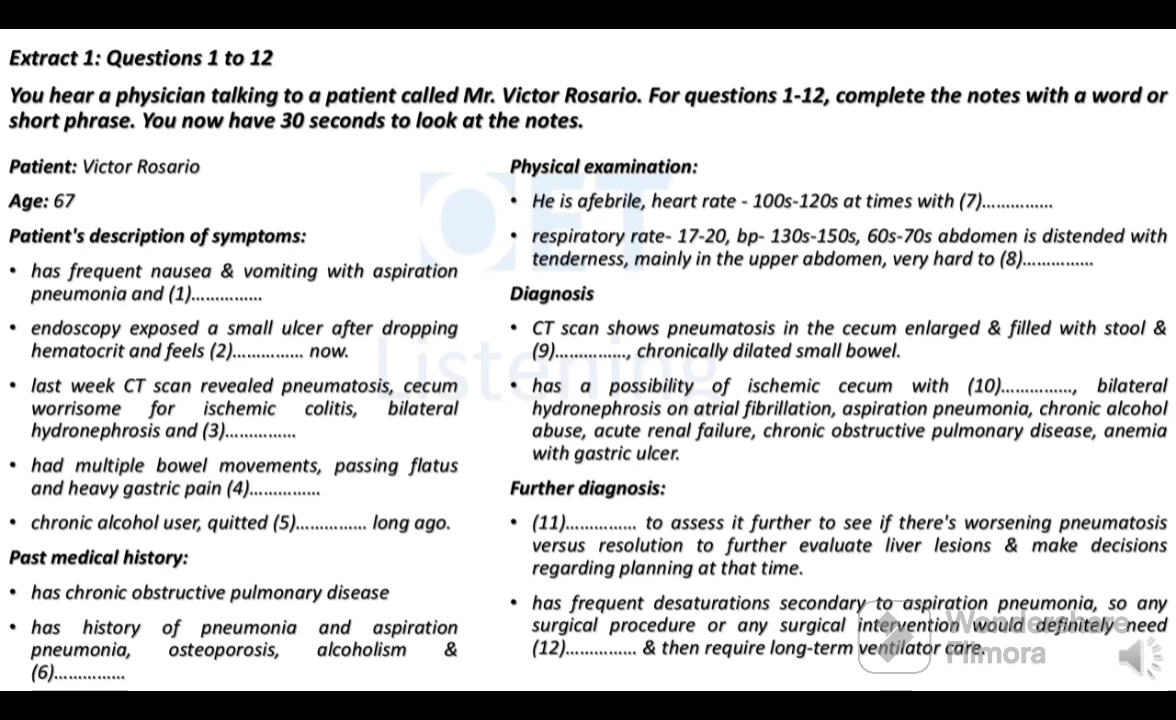 Extract 1: Questions 1 to 12
You hear a physician talking to a patient called Mr. Victor Rosario. For questions 1-12, complete the notes with a word or
short phrase. You now have 30 seconds to look at the notes.
Patient: Victor Rosario
Age: 67
Patient's description of symptoms:
• has frequent nausea & vomiting with aspiration
pneumonia and (1)...............
• endoscopy exposed a small ulcer after dropping
hematocrit and feels (2)............... now.
• last week CT scan revealed pneumatosis, cecum
worrisome for ischemic colitis, bilateral
hydronephrosis and (3)...............
• had multiple bowel movements, passing flatus
and heavy gastric pain (4)...............
• chronic alcohol user, quitted (5)............... long ago.
Past medical history:
• has chronic obstructive pulmonary disease
• has history of pneumonia and aspiration
pneumonia, osteoporosis, alcoholism &
(6)...............
Physical examination:
• He is afebrile, heart rate - 100s-120s at times with (7)...............
• respiratory rate- 17-20, bp- 130s-150s, 60s-70s abdomen is distended with
tenderness, mainly in the upper abdomen, very hard to (8)...............
Diagnosis
• CT scan shows pneumatosis in the cecum enlarged & filled with stool &
(9)..............., chronically dilated small bowel.
• has a possibility of ischemic cecum with (10)..............., bilateral
hydronephrosis on atrial fibrillation, aspiration pneumonia, chronic alcohol
abuse, acute renal failure, chronic obstructive pulmonary disease, anemia
with gastric ulcer.
Further diagnosis:
• (11)............... to assess it further to see if there's worsening pneumatosis
versus resolution to further evaluate liver lesions & make decisions
regarding planning at that time.
• has frequent desaturations secondary to aspiration pneumonia, so any
surgical procedure or any surgical intervention would definitely need
(12)............... & then require long-term ventilator care.
OET
Listening
Wondershare
Filmora